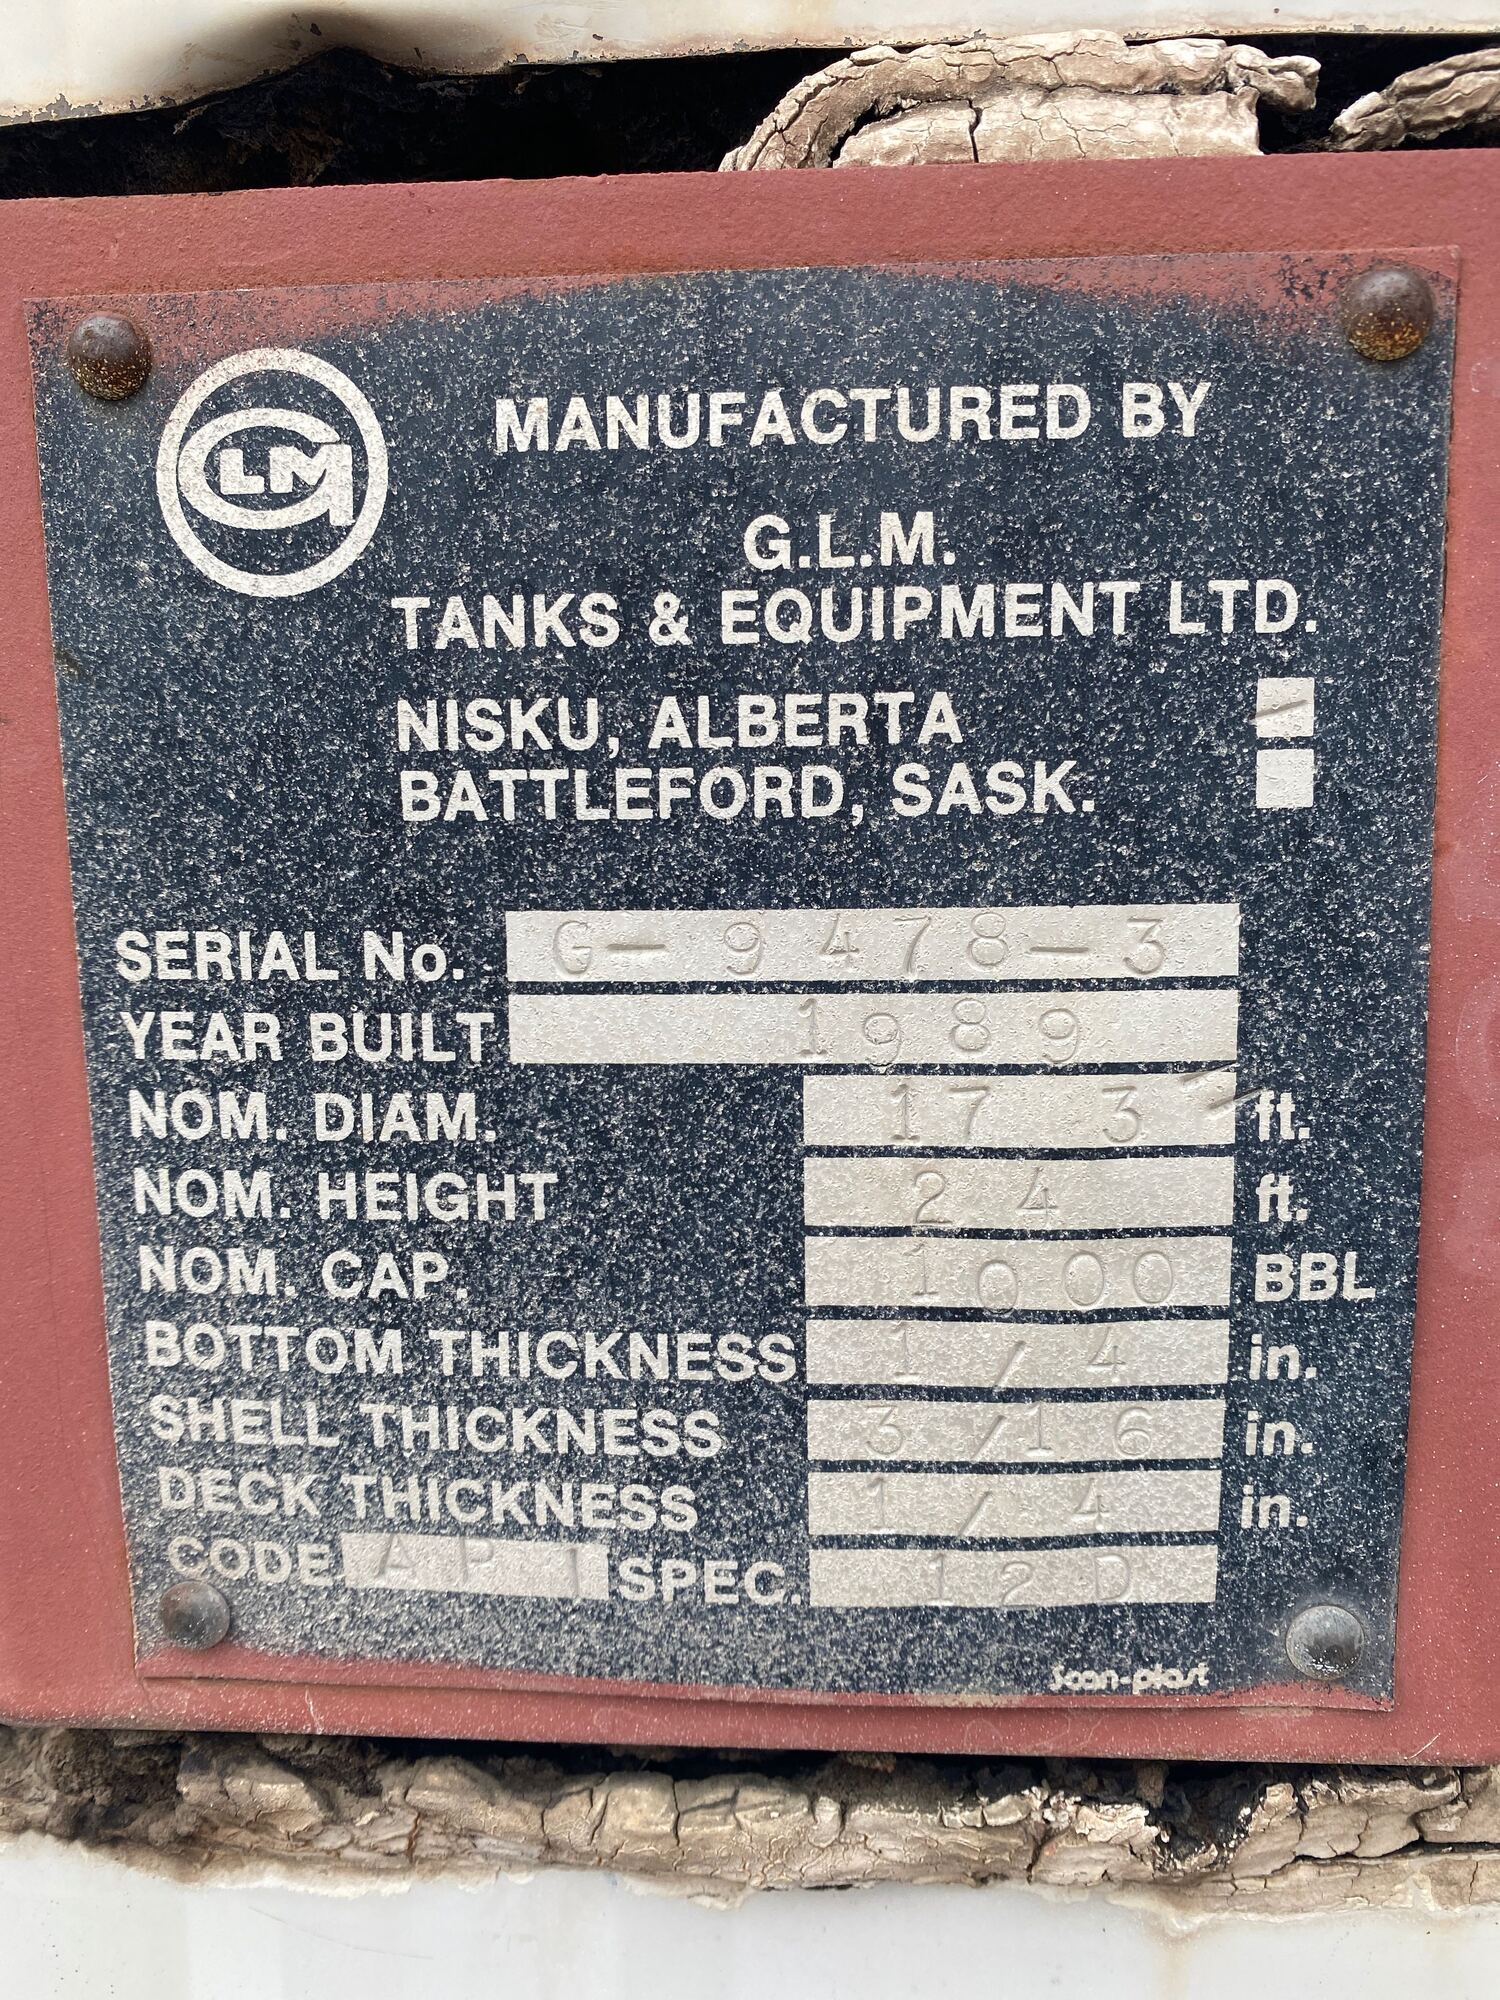 GLM
MANUFACTURED BY
G.L.M.
TANKS & EQUIPMENT LTD.
NISKU, ALBERTA
BATTLEFORD, SASK.
SERIAL No. G-9478-3
YEAR BUILT 1989
NOM. DIAM. 17 3 ft.
NOM. HEIGHT 24 ft.
NOM. CAP. 1000 BBL
BOTTOM THICKNESS 1/4 in.
SHELL THICKNESS 3/16 in.
DECK THICKNESS 1/4 in.
CODE API SPEC. 12D
Scan-plast